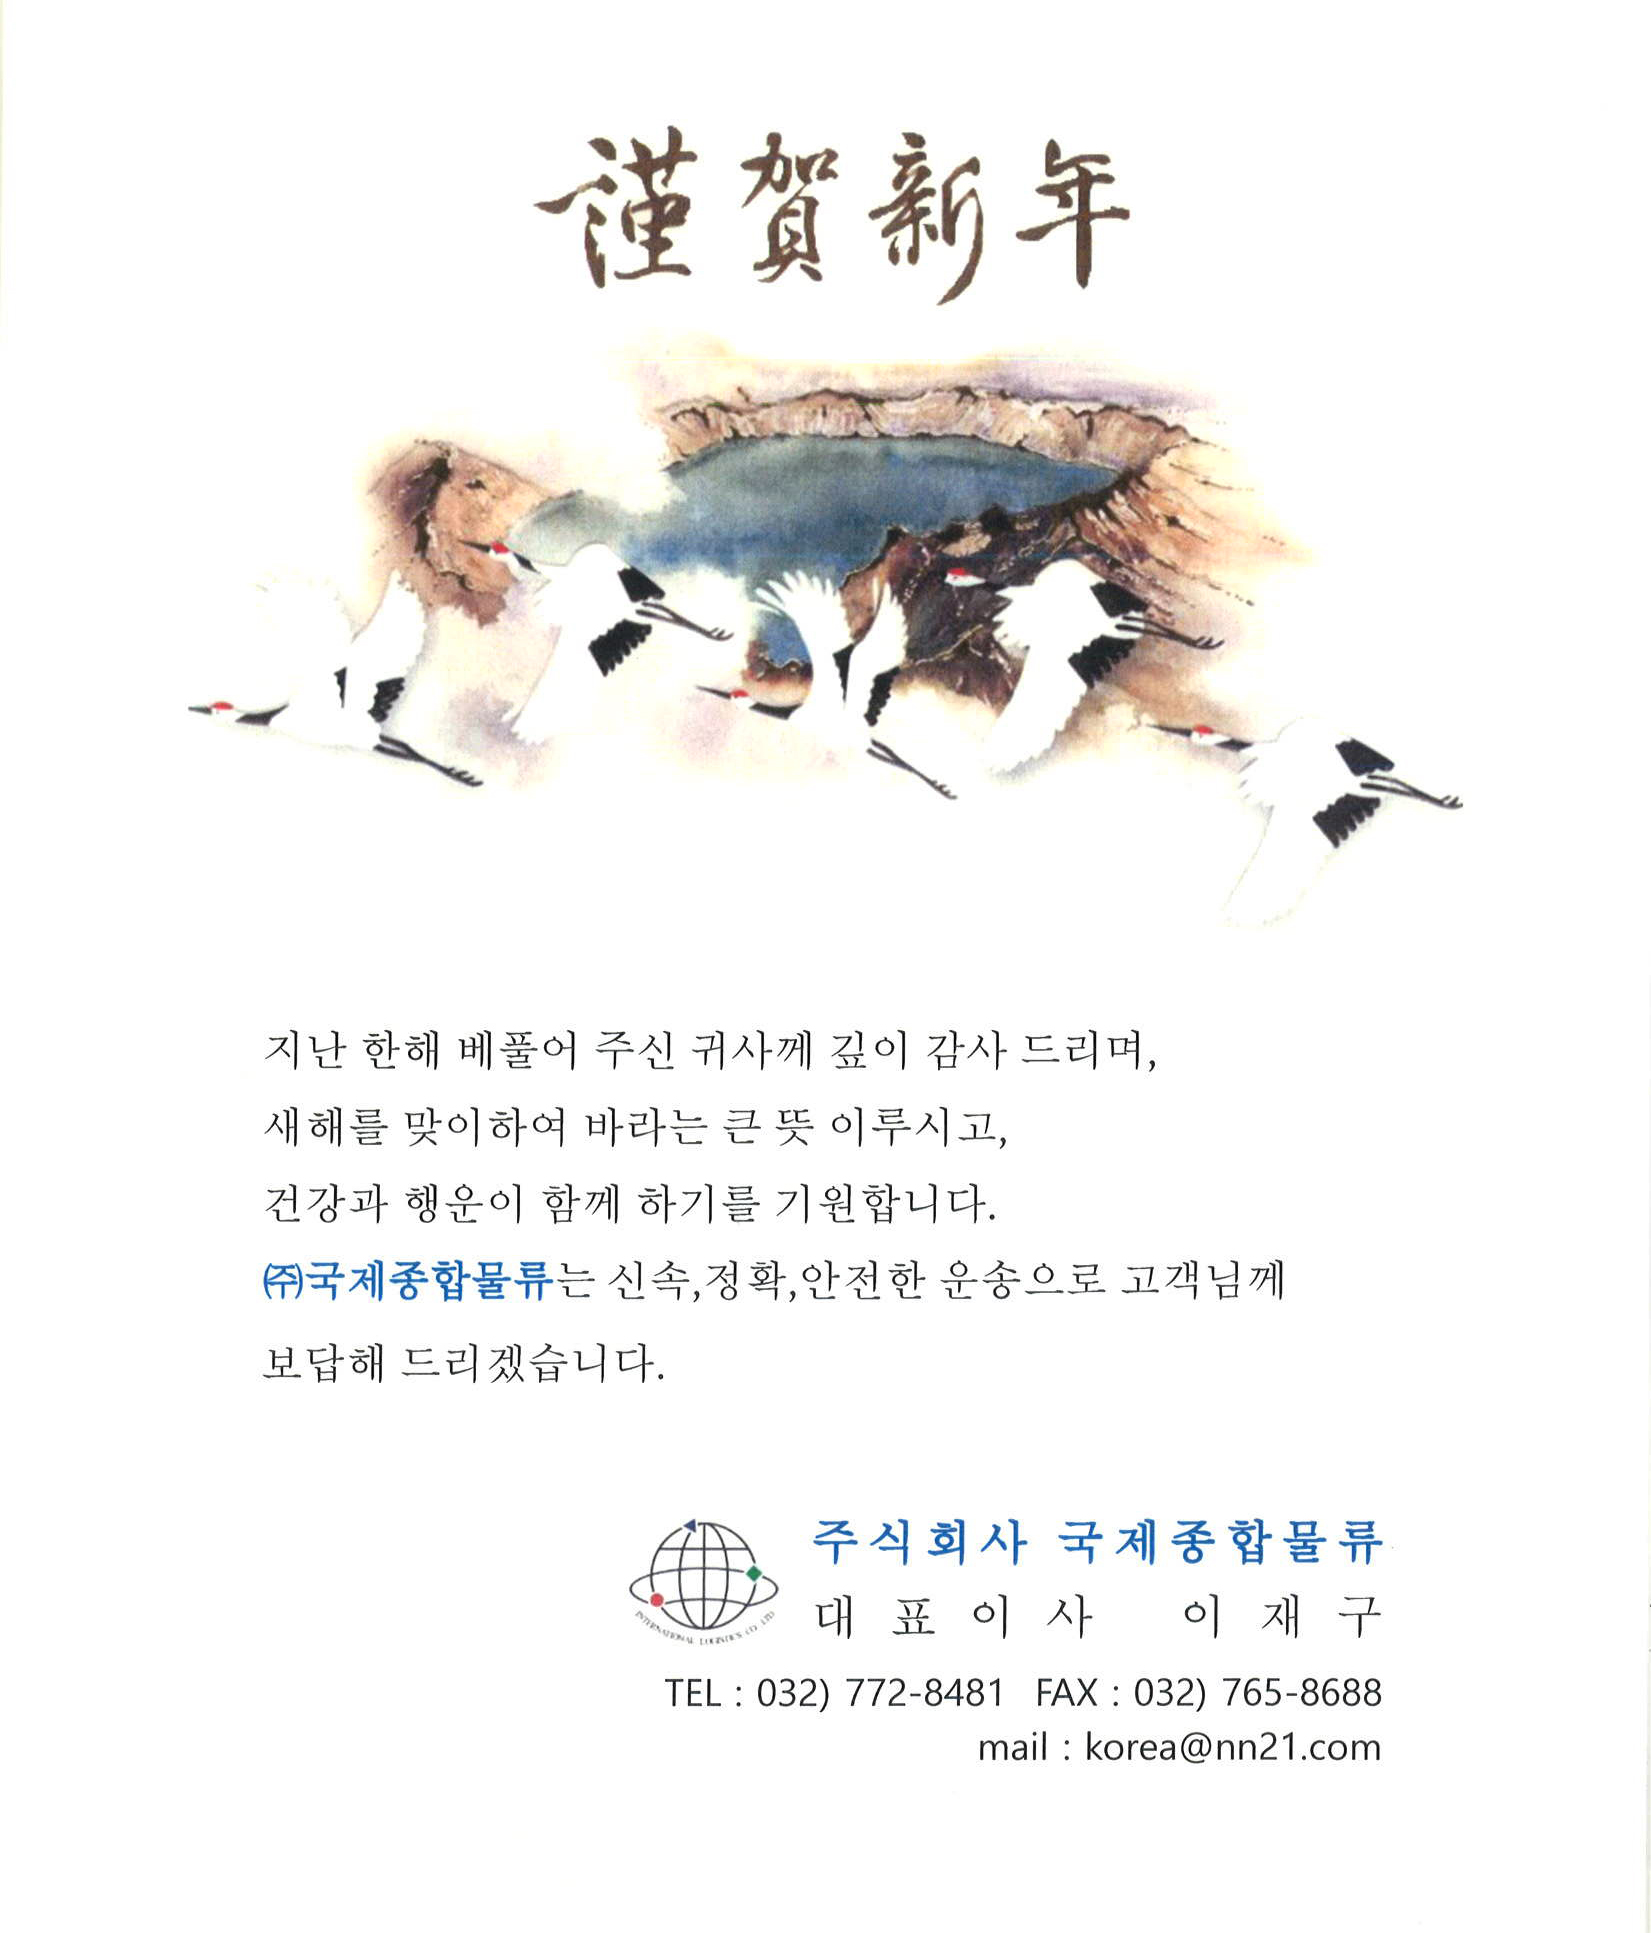 謹賀新年
지난 한해 베풀어 주신 귀사께 깊이 감사 드리며,
새해를 맞이하여 바라는 큰 뜻 이루시고,
건강과 행운이 함께 하기를 기원합니다.
㈜국제종합물류는 신속,정확,안전한 운송으로 고객님께
보답해 드리겠습니다.
주식회사 국제종합물류
INTERNATIONAL LOGISTICS CO. LTD
대 표 이 사 이 재 구
TEL : 032) 772-8481 FAX : 032) 765-8688
mail : korea@nn21.com